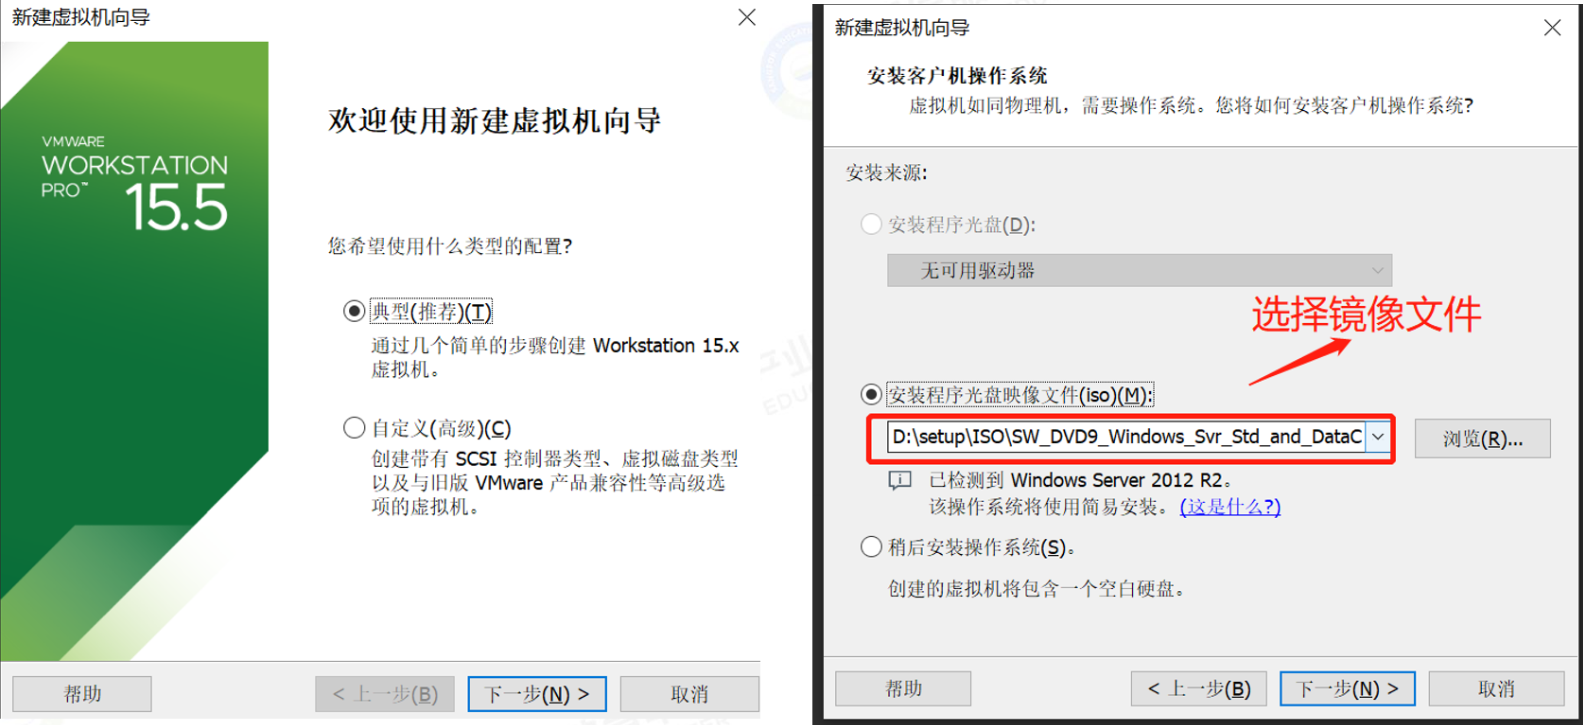 新建虚拟机向导
VMWARE
WORKSTATION
PRO™
15.5
欢迎使用新建虚拟机向导
您希望使用什么类型的配置?
典型(推荐)(T)
通过几个简单的步骤创建 Workstation 15.x
虚拟机。
自定义(高级)(C)
创建带有 SCSI 控制器类型、虚拟磁盘类型
以及与旧版 VMware 产品兼容性等高级选
项的虚拟机。
帮助
< 上一步(B)
下一步(N) >
取消
新建虚拟机向导
安装客户机操作系统
虚拟机如同物理机，需要操作系统。您将如何安装客户机操作系统?
安装来源:
安装程序光盘(D):
无可用驱动器
选择镜像文件
安装程序光盘映像文件(iso)(M):
D:\setup\ISO\SW_DVD9_Windows_Svr_Std_and_DataC
浏览(R)...
已检测到 Windows Server 2012 R2。
该操作系统将使用简易安装。 (这是什么?)
稍后安装操作系统(S)。
创建的虚拟机将包含一个空白硬盘。
帮助
< 上一步(B)
下一步(N) >
取消